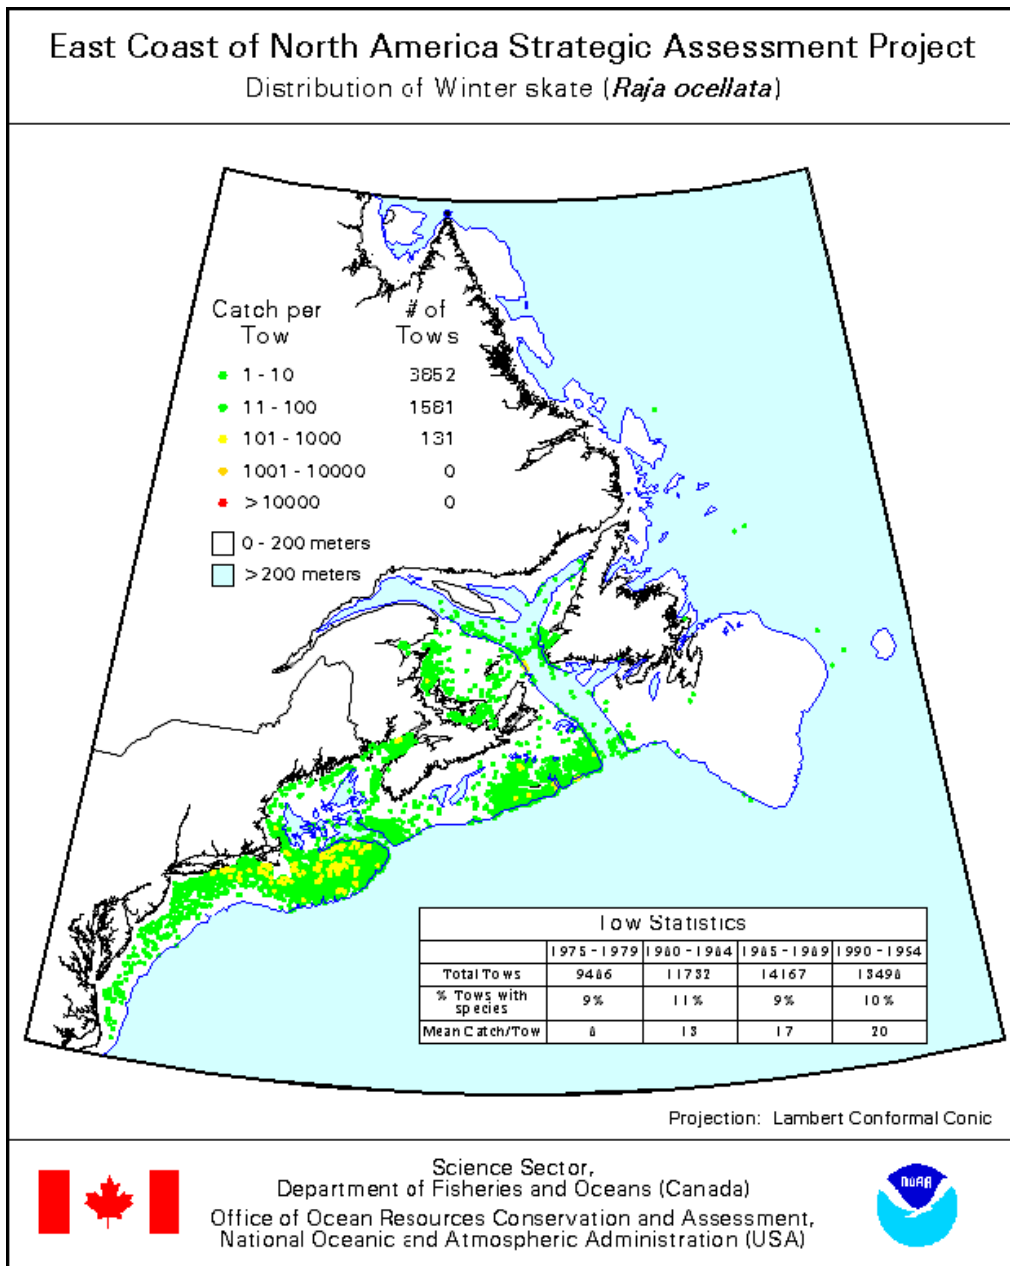 East Coast of North America Strategic Assessment Project
Distribution of Winter skate (Raja ocellata)
Catch per Tow # of Tows
1 - 10 3852
11 - 100 1581
101 - 1000 131
1001 - 10000 0
>10000 0
0 - 200 meters
>200 meters
Tow Statistics
1975 - 1979 1980 - 1984 1985 - 1989 1990 - 1994
Total Tows 9486 11732 14167 13498
% Tows with species 9% 11% 9% 10%
Mean Catch/Tow 8 13 17 20
Projection: Lambert Conformal Conic
Science Sector,
Department of Fisheries and Oceans (Canada)
Office of Ocean Resources Conservation and Assessment,
National Oceanic and Atmospheric Administration (USA)
NOAA